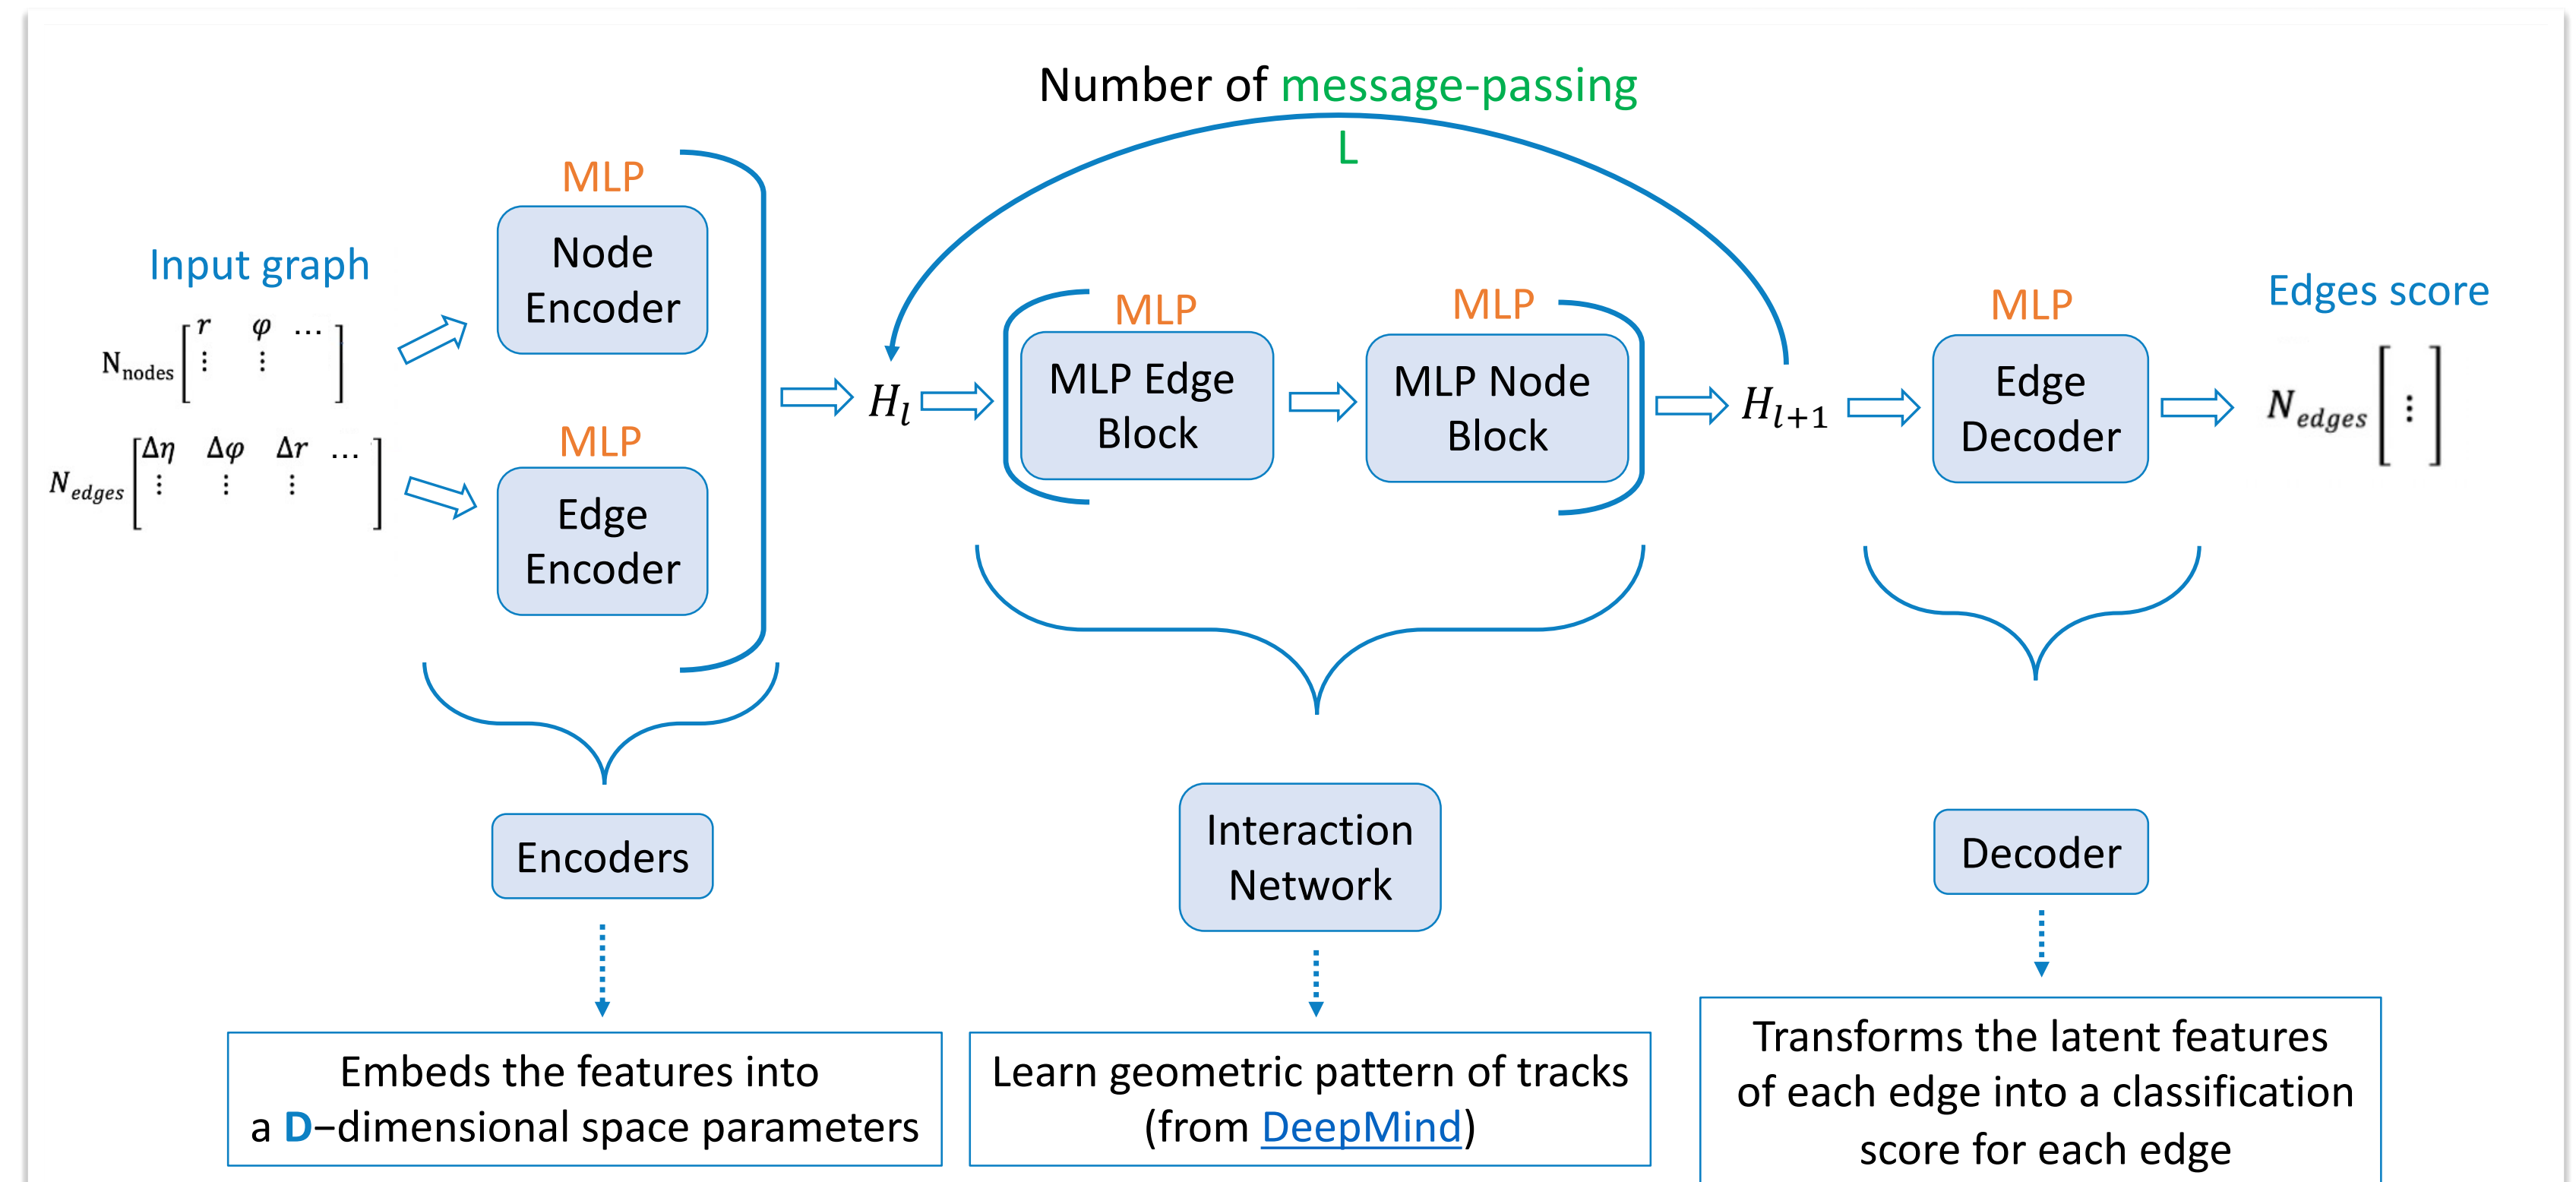 Number of message-passing
L
Input graph
N_nodes [ r φ …
⋮ ⋮ ]
N_edges [ Δη Δφ Δr …
⋮ ⋮ ⋮ ]
MLP
Node
Encoder
MLP
Edge
Encoder
H_l
MLP
MLP Edge
Block
MLP
MLP Node
Block
H_{l+1}
MLP
Edge
Decoder
Edges score
N_edges [ ⋮ ]
Encoders
Interaction
Network
Decoder
Embeds the features into
a D–dimensional space parameters
Learn geometric pattern of tracks
(from DeepMind)
Transforms the latent features
of each edge into a classification
score for each edge